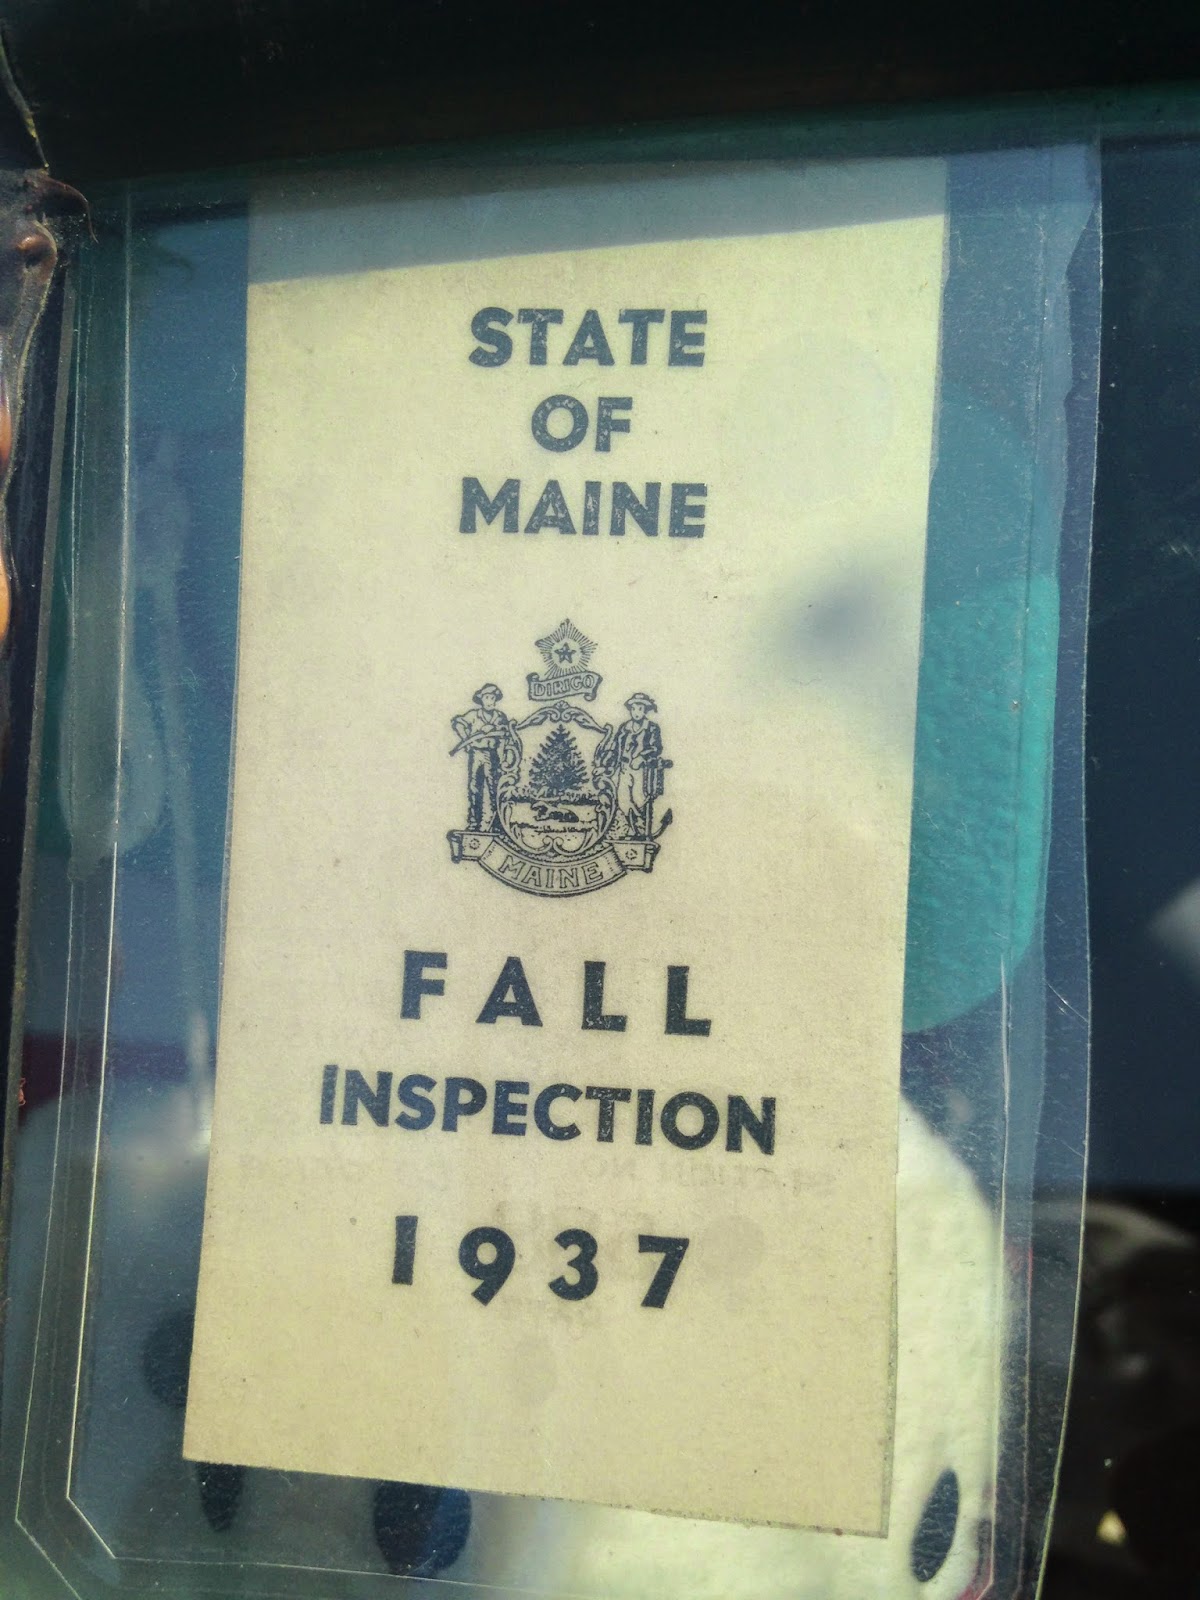 STATE
OF
MAINE
DIRIGO
MAINE
FALL
INSPECTION
1937